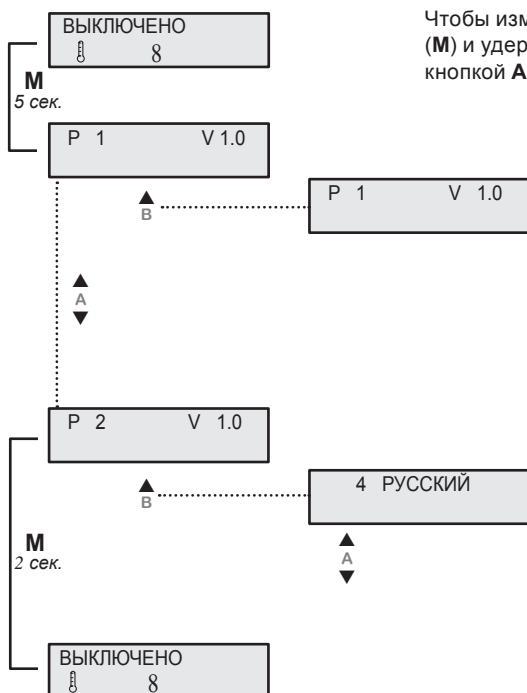 ВЫКЛЮЧЕНО
8
М
5 сек.
P 1 V 1.0
B
P 1 V 1.0
A
P 2 V 1.0
B
4 РУССКИЙ
A
М
2 сек.
ВЫКЛЮЧЕНО
8
Чтобы изм
(М) и удер
кнопкой А